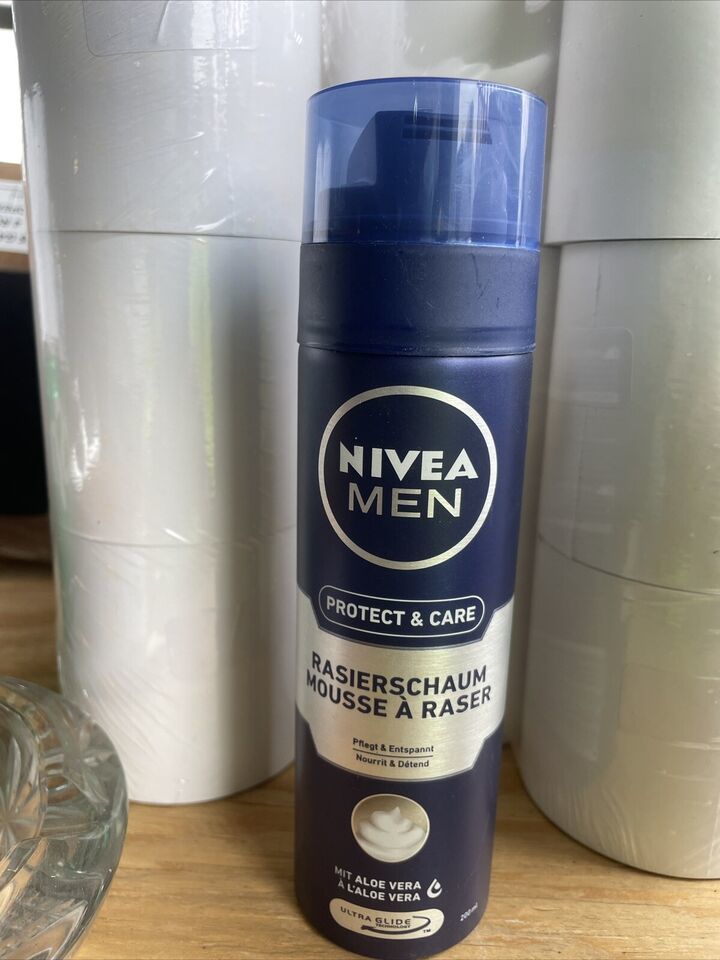 NIVEA
MEN
PROTECT & CARE
RASIERSCHAUM
MOUSSE À RASER
Pflegt & Entspannt
Nourrit & Détend
MIT ALOE VERA
À L'ALOE VERA
ULTRA GLIDE
TECHNOLOGY™
200 ml